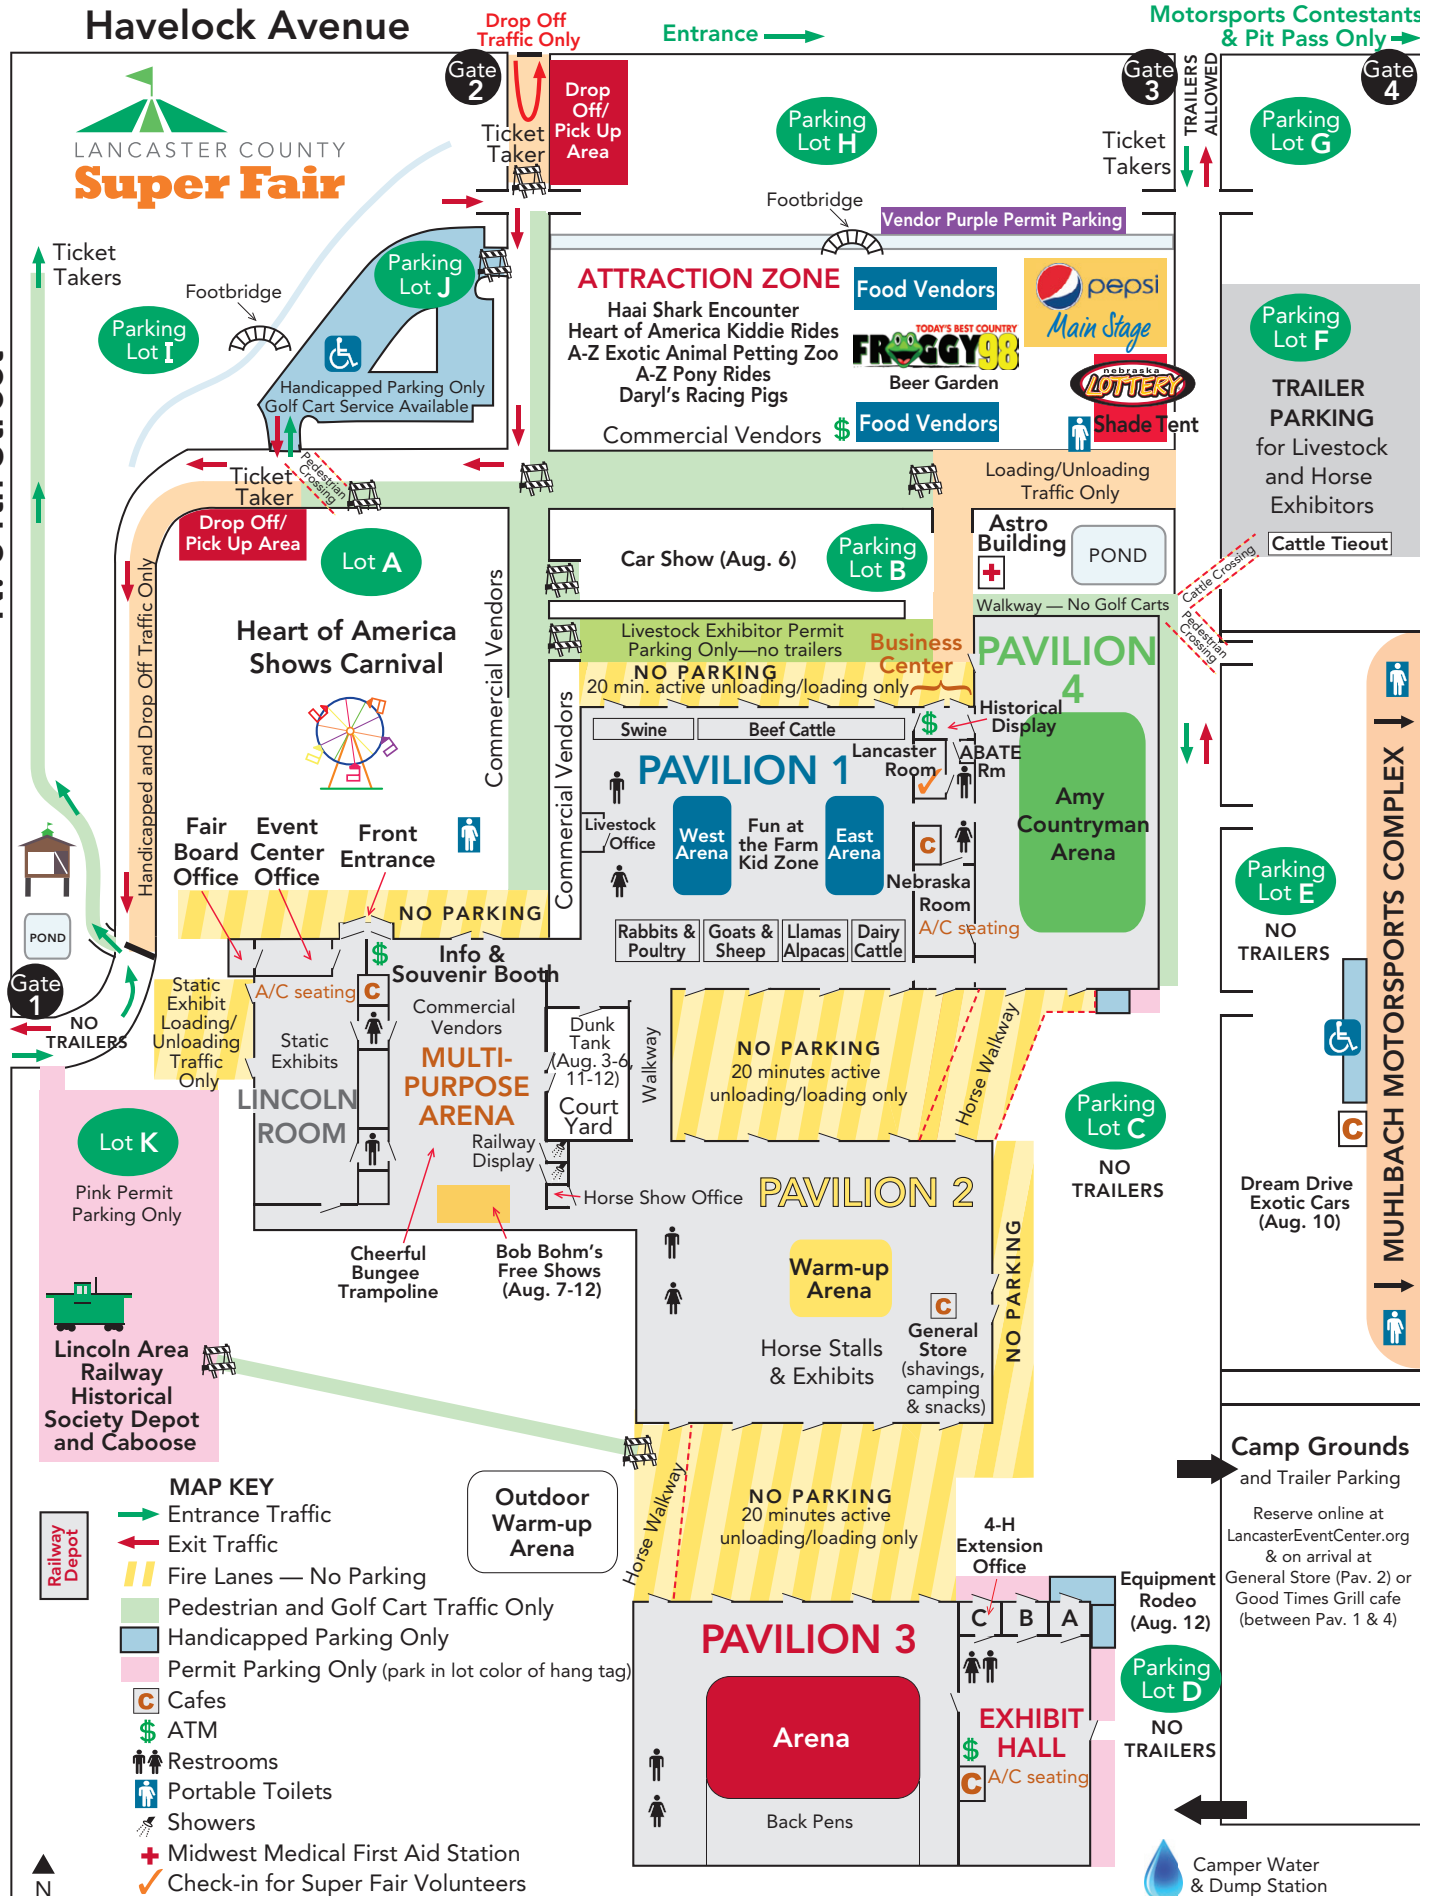 Havelock Avenue
Drop Off
Traffic Only
Entrance
Motorsports Contestants
& Pit Pass Only
Gate
2
Gate
3
Gate
4
TRAILERS
ALLOWED
LANCASTER COUNTY
Super Fair
Drop
Off/
Pick Up
Area
Ticket
Taker
Parking
Lot H
Ticket
Takers
Parking
Lot G
Footbridge
Vendor Purple Permit Parking
Ticket
Takers
Parking
Lot J
Footbridge
Parking
Lot I
Handicapped Parking Only
Golf Cart Service Available
ATTRACTION ZONE
Haai Shark Encounter
Heart of America Kiddie Rides
A-Z Exotic Animal Petting Zoo
A-Z Pony Rides
Daryl's Racing Pigs
Commercial Vendors $
Food Vendors
TODAY'S BEST COUNTRY
FROGGY 98
Beer Garden
Food Vendors
pepsi
Main Stage
nebraska
LOTTERY
Shade Tent
Parking
Lot F
TRAILER
PARKING
for Livestock
and Horse
Exhibitors
Cattle Tieout
Cattle Crossing
Pedestrian
Crossing
Ticket
Taker
Pedestrian
Crossing
Drop Off/
Pick Up Area
Loading/Unloading
Traffic Only
Lot A
Car Show (Aug. 6)
Parking
Lot B
Astro
Building
POND
Walkway — No Golf Carts
Handicapped and Drop Off Traffic Only
Heart of America
Shows Carnival
Commercial Vendors
Livestock Exhibitor Permit
Parking Only—no trailers
NO PARKING
20 min. active unloading/loading only
Business
Center
PAVILION
4
Commercial Vendors
Swine
Beef Cattle
$
Historical
Display
PAVILION 1
Lancaster
Room
ABATE
Rm
Livestock
Office
West
Arena
Fun at
the Farm
Kid Zone
East
Arena
C
Nebraska
Room
A/C seating
Amy
Countryman
Arena
Rabbits &
Poultry
Goats &
Sheep
Llamas
Alpacas
Dairy
Cattle
MUHLBACH MOTORSPORTS COMPLEX
Parking
Lot E
NO
TRAILERS
Fair
Board
Office
Event
Center
Office
Front
Entrance
NO PARKING
POND
Gate
1
NO
TRAILERS
Static
Exhibit
Loading/
Unloading
Traffic
Only
$
Info &
Souvenir Booth
A/C seating
C
Commercial
Vendors
Static
Exhibits
LINCOLN
ROOM
MULTI-
PURPOSE
ARENA
Dunk
Tank
(Aug. 3-6,
11-12)
Court
Yard
Walkway
Railway
Display
Horse Show Office
NO PARKING
20 minutes active
unloading/loading only
Horse Walkway
Parking
Lot C
NO
TRAILERS
C
Dream Drive
Exotic Cars
(Aug. 10)
Lot K
Pink Permit
Parking Only
Lincoln Area
Railway
Historical
Society Depot
and Caboose
Cheerful
Bungee
Trampoline
Bob Bohm's
Free Shows
(Aug. 7-12)
PAVILION 2
Warm-up
Arena
Horse Stalls
& Exhibits
C
General
Store
(shavings,
camping
& snacks)
NO PARKING
Outdoor
Warm-up
Arena
Horse Walkway
NO PARKING
20 minutes active
unloading/loading only
4-H
Extension
Office
Equipment
Rodeo
(Aug. 12)
C B A
PAVILION 3
Arena
Back Pens
EXHIBIT
HALL
$
C
A/C seating
Parking
Lot D
NO
TRAILERS
Camp Grounds
and Trailer Parking
Reserve online at
LancasterEventCenter.org
& on arrival at
General Store (Pav. 2) or
Good Times Grill cafe
(between Pav. 1 & 4)
Camper Water
& Dump Station
MAP KEY
Entrance Traffic
Exit Traffic
Fire Lanes — No Parking
Pedestrian and Golf Cart Traffic Only
Handicapped Parking Only
Permit Parking Only (park in lot color of hang tag)
C Cafes
$ ATM
Restrooms
Portable Toilets
Showers
Midwest Medical First Aid Station
Check-in for Super Fair Volunteers
Railway
Depot
N